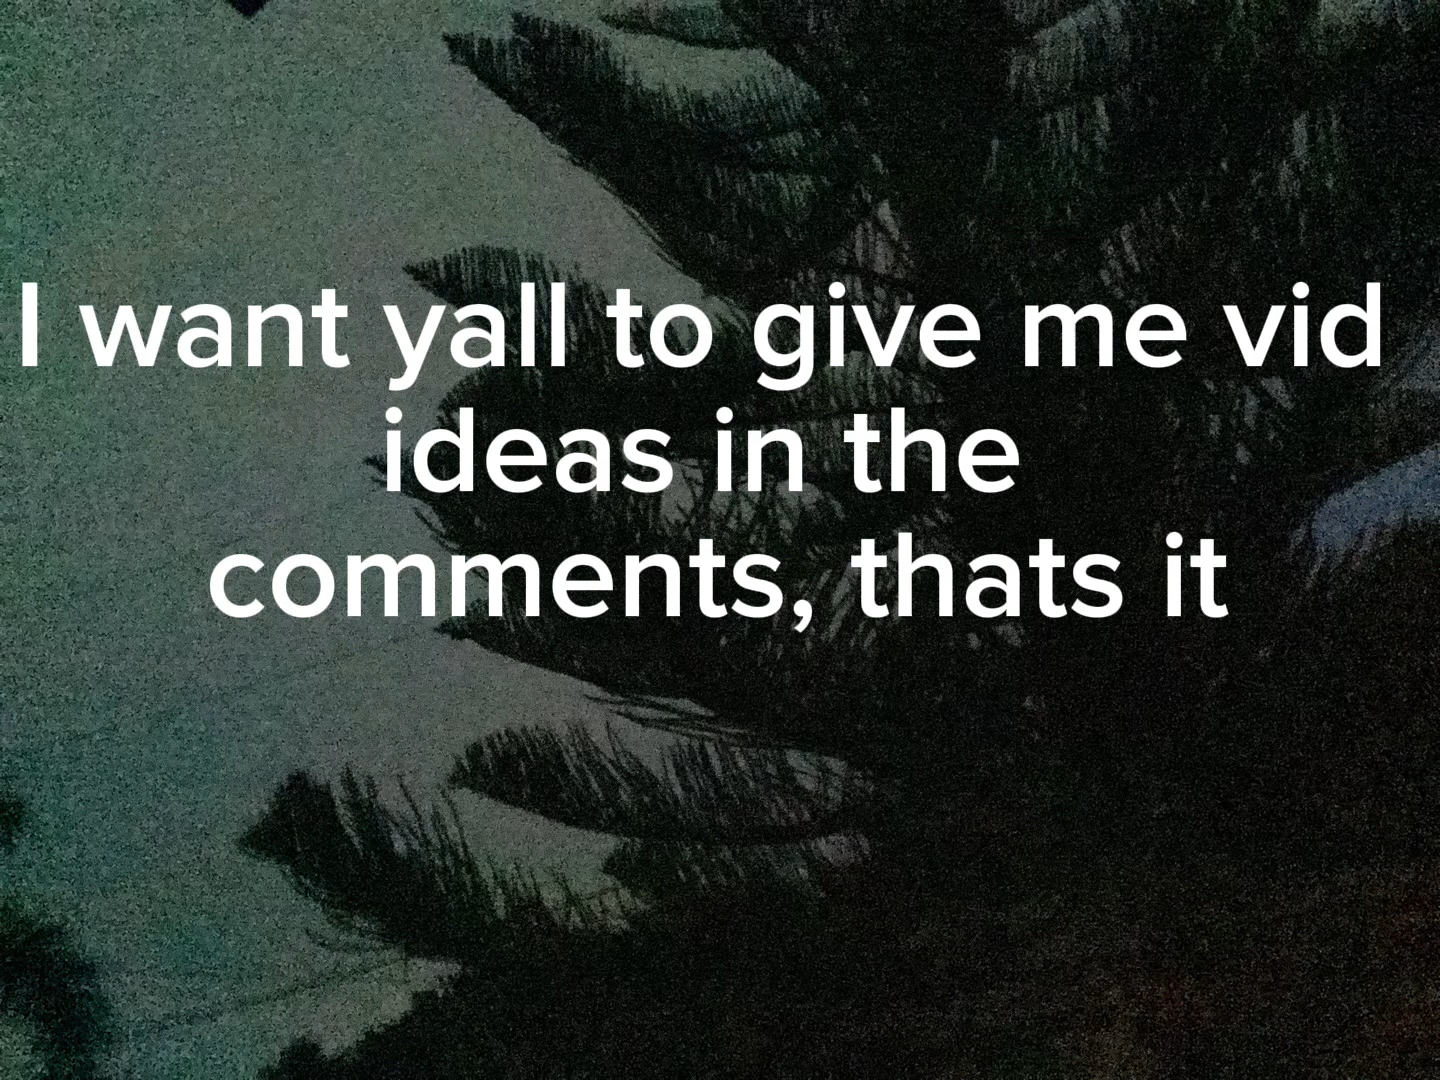 I want yall to give me vid
ideas in the
comments, thats it